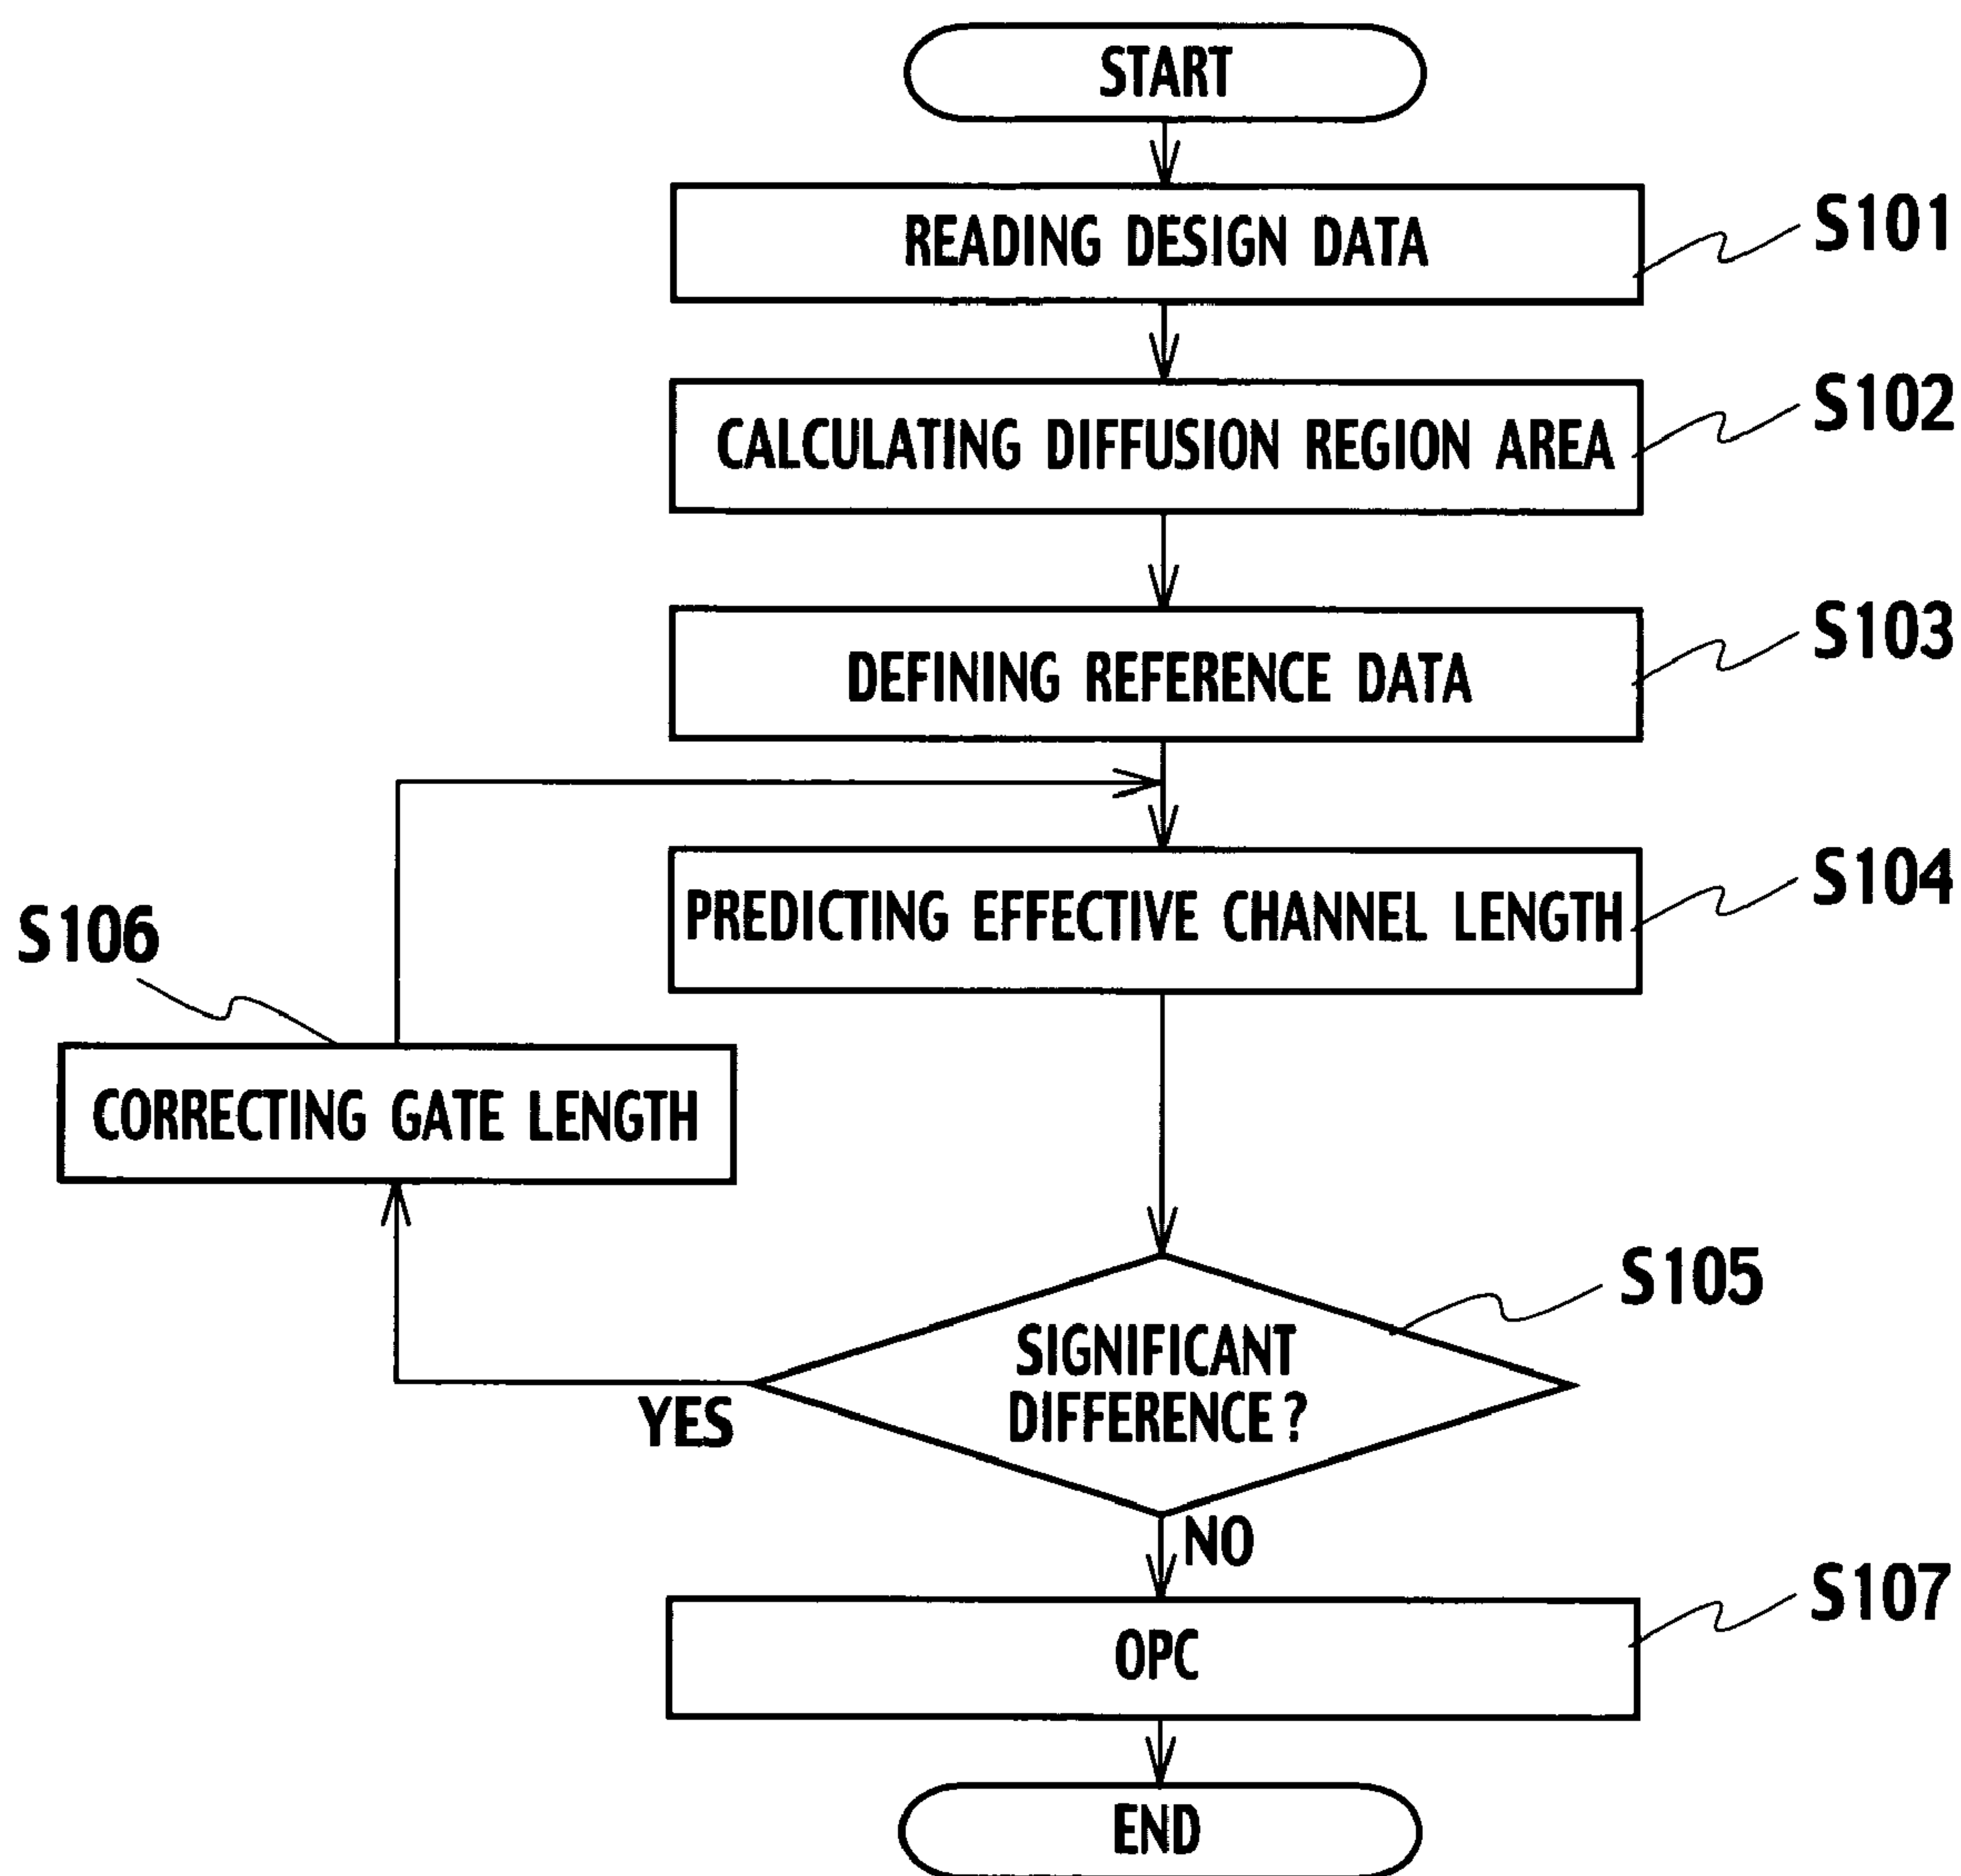 START
READING DESIGN DATA
S101
CALCULATING DIFFUSION REGION AREA
S102
DEFINING REFERENCE DATA
S103
PREDICTING EFFECTIVE CHANNEL LENGTH
S104
S106
CORRECTING GATE LENGTH
S105
SIGNIFICANT
DIFFERENCE?
YES
NO
S107
OPC
END